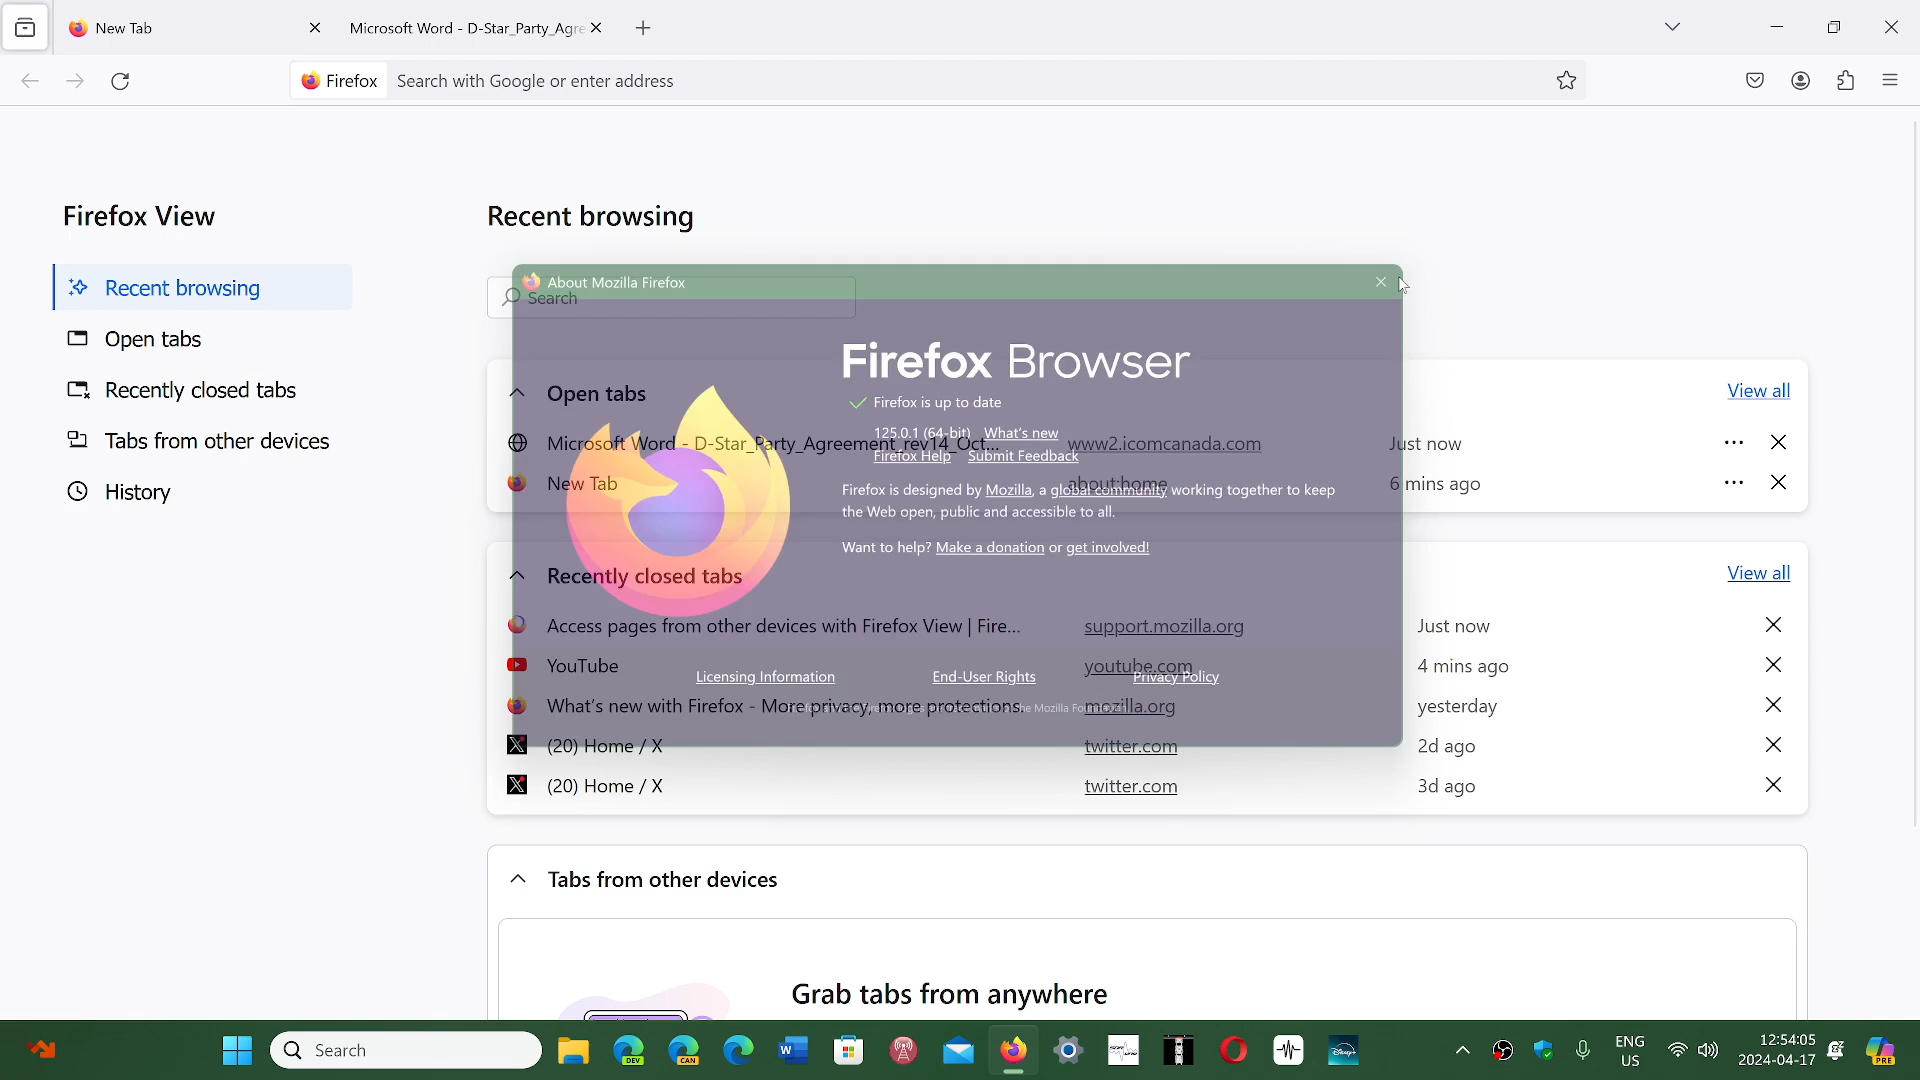 New Tab
Microsoft Word - D-Star_Party_Agre
Firefox
Search with Google or enter address
Firefox View
Recent browsing
Open tabs
Recently closed tabs
Tabs from other devices
History
Recent browsing
Search
About Mozilla Firefox
Firefox Browser
Firefox is up to date
125.0.1 (64-bit) What's new
Firefox Help Submit Feedback
Firefox is designed by Mozilla, a global community working together to keep
the Web open, public and accessible to all.
Want to help? Make a donation or get involved!
Licensing Information End-User Rights Privacy Policy
Open tabs
View all
Microsoft Word - D-Star_Party_Agreement_rev14_Oct... www2.icomcanada.com Just now
New Tab about:home 6 mins ago
Recently closed tabs
View all
Access pages from other devices with Firefox View | Fire... support.mozilla.org Just now
YouTube youtube.com 4 mins ago
What's new with Firefox - More privacy, more protections. mozilla.org yesterday
(20) Home / X twitter.com 2d ago
(20) Home / X twitter.com 3d ago
Tabs from other devices
Grab tabs from anywhere
Search
DEV
CAN
Disney+
ENG
US
12:54:05
2024-04-17
PRE